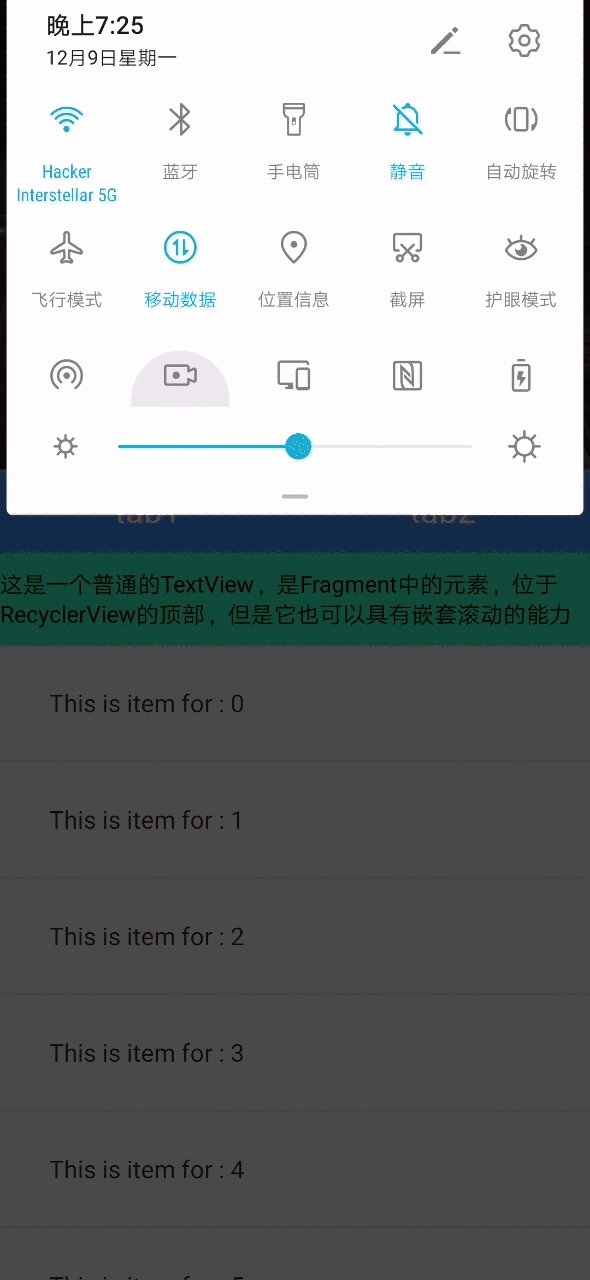 晚上7:25
12月9日星期一
Hacker
Interstellar 5G
蓝牙
手电筒
静音
自动旋转
飞行模式
移动数据
位置信息
截屏
护眼模式
tab1
tab2
这是一个普通的TextView，是Fragment中的元素，位于
RecyclerView的顶部，但是它也可以具有嵌套滚动的能力
This is item for : 0
This is item for : 1
This is item for : 2
This is item for : 3
This is item for : 4
This is item for : 5